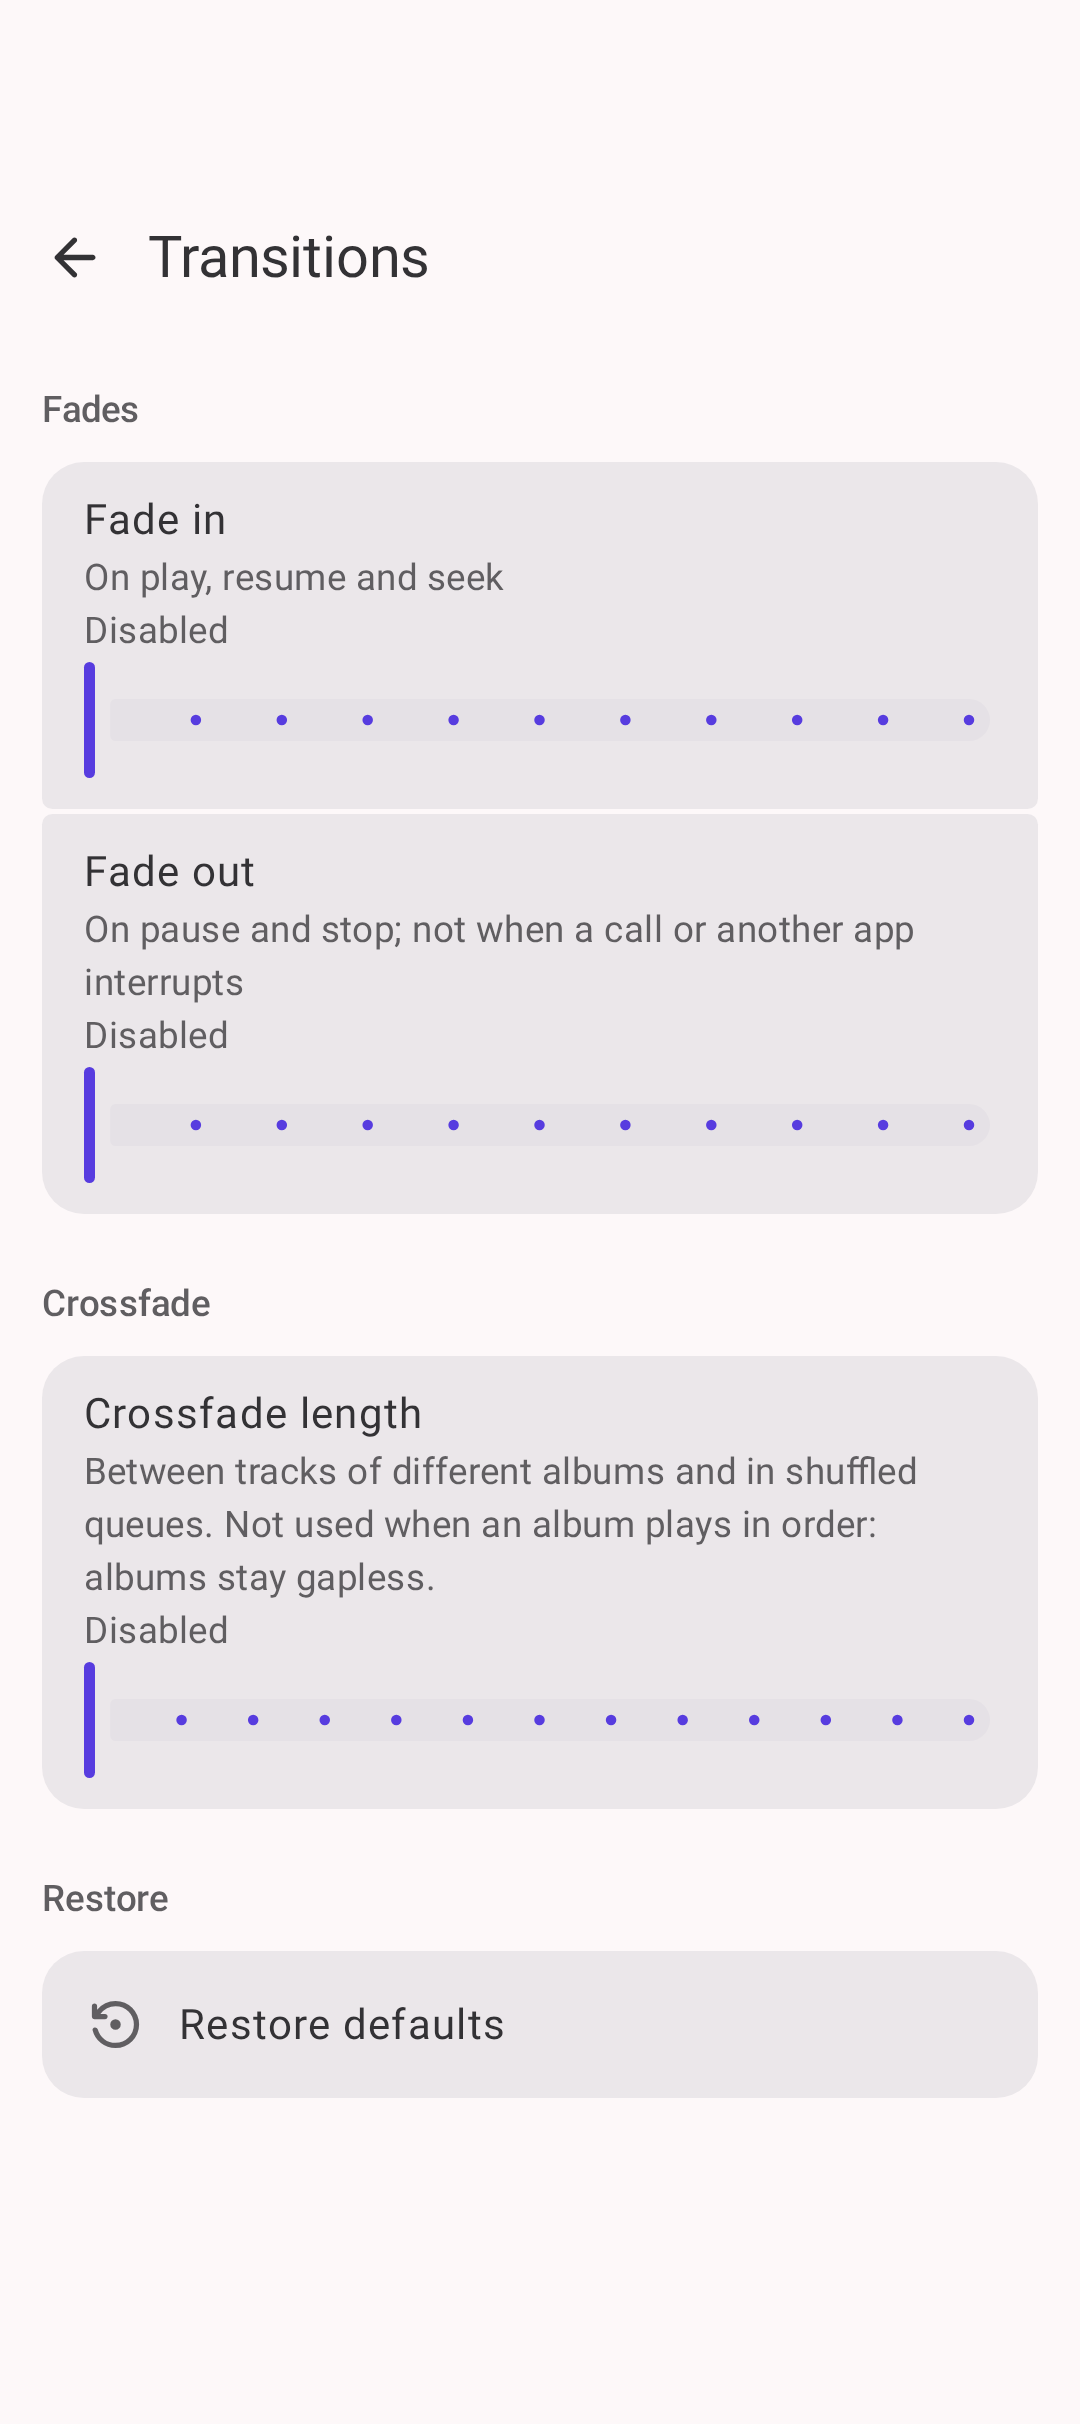 Transitions
Fades
Fade in
On play, resume and seek
Disabled
Fade out
On pause and stop; not when a call or another app
interrupts
Disabled
Crossfade
Crossfade length
Between tracks of different albums and in shuffled
queues. Not used when an album plays in order:
albums stay gapless.
Disabled
Restore
Restore defaults